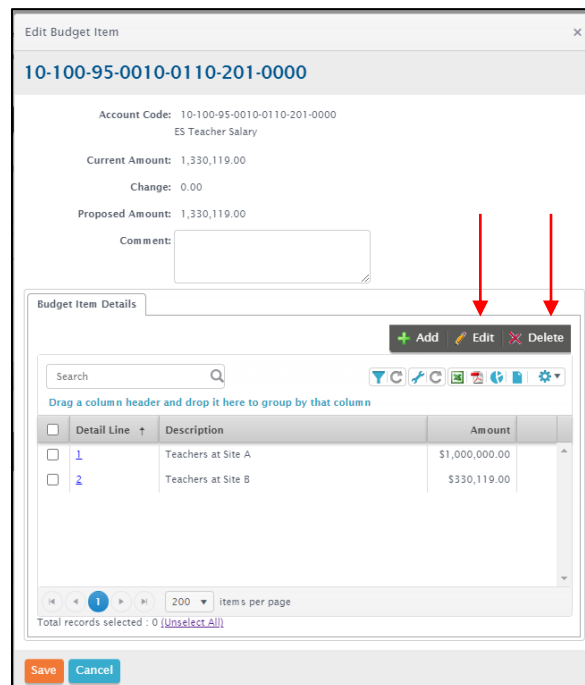 Edit Budget Item ×
10-100-95-0010-0110-201-0000
Account Code: 10-100-95-0010-0110-201-0000
ES Teacher Salary
Current Amount: 1,330,119.00
Change: 0.00
Proposed Amount: 1,330,119.00
Comment:
Budget Item Details
Add Edit Delete
Search
Drag a column header and drop it here to group by that column
Detail Line ↑ Description Amount
1 Teachers at Site A $1,000,000.00
2 Teachers at Site B $330,119.00
1 200 items per page
Total records selected : 0 (Unselect All)
Save Cancel